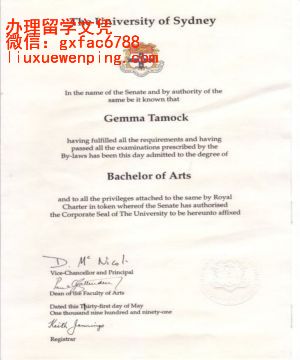 The University of Sydney
办理留学文凭
微信：gxfac6788
liuxuewenping.com
In the name of the Senate and by authority of the
same be it known that
Gemma Tamock
having fulfilled all the requirements and having
passed all the examinations prescribed by the
By-laws has been this day admitted to the degree of
Bachelor of Arts
and to all the privileges attached to the same by Royal
Charter in token whereof the Senate has authorised
the Corporate Seal of The University to be hereunto affixed
D Mc Nicol
Vice-Chancellor and Principal
Dean of the Faculty of Arts
Dated this Thirty-first day of May
One thousand nine hundred and ninety-one
Keith Jennings
Registrar